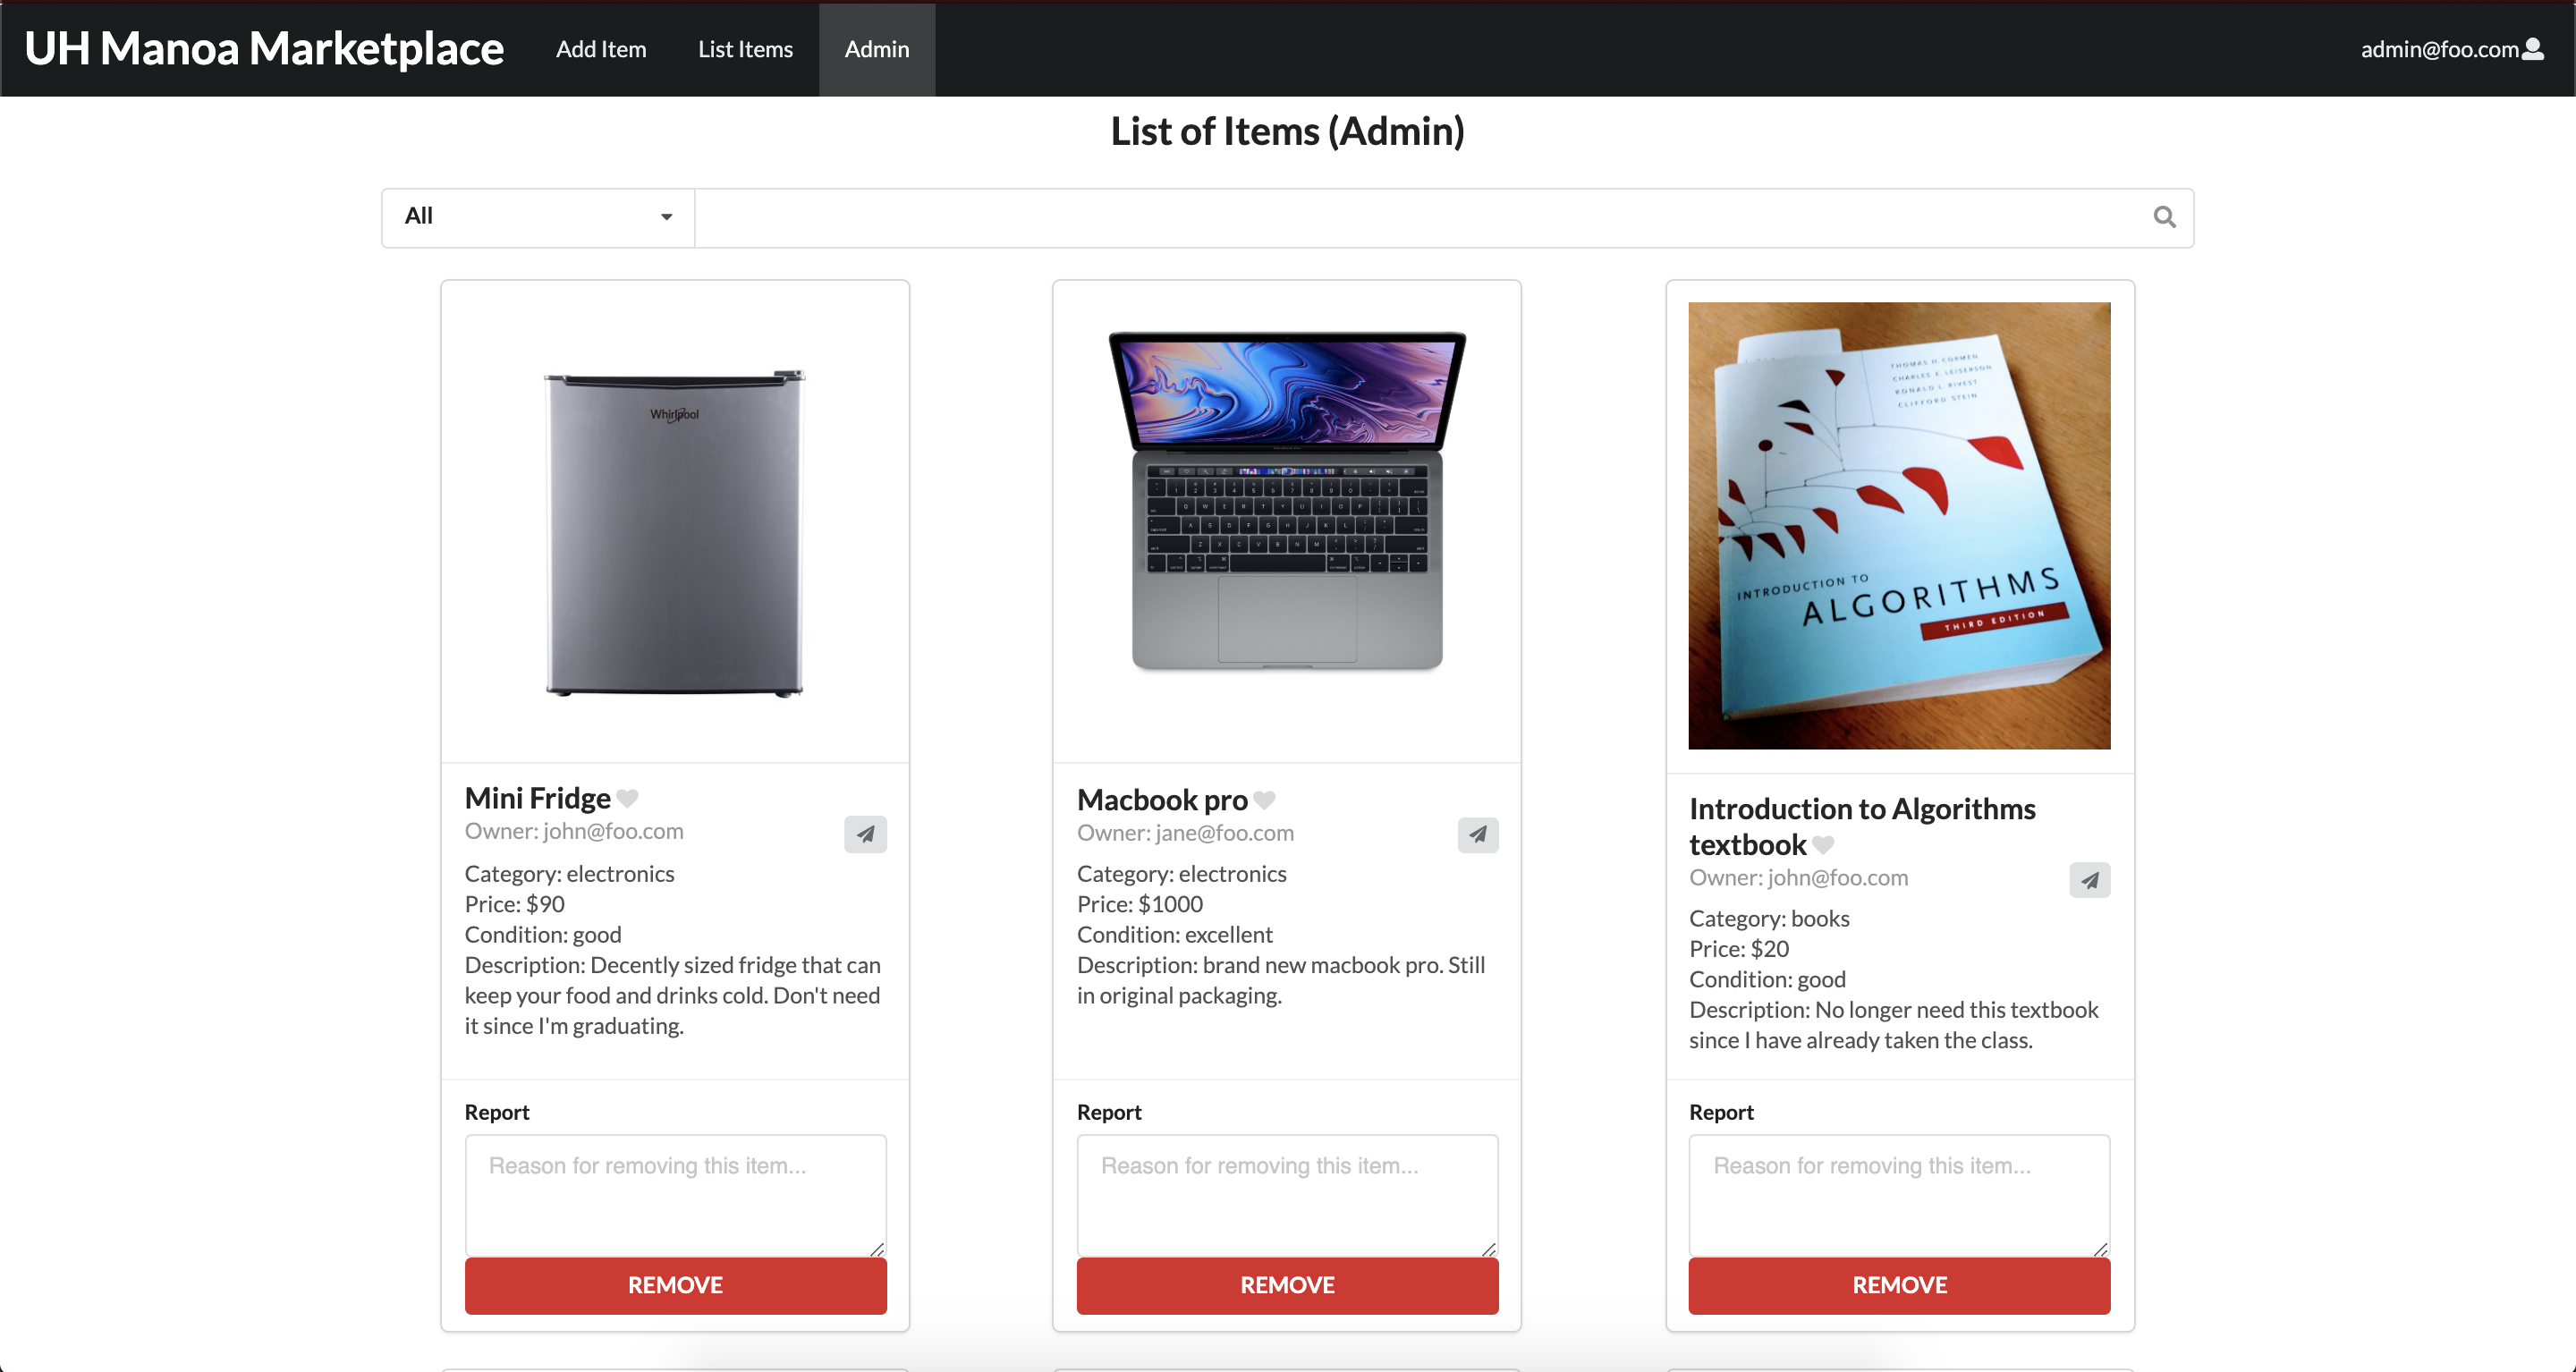 UH Manoa Marketplace Add Item List Items Admin admin@foo.com
List of Items (Admin)
All
Whirlpool
Mini Fridge
Owner: john@foo.com
Category: electronics
Price: $90
Condition: good
Description: Decently sized fridge that can
keep your food and drinks cold. Don't need
it since I'm graduating.
Report
Reason for removing this item...
REMOVE
Macbook pro
Owner: jane@foo.com
Category: electronics
Price: $1000
Condition: excellent
Description: brand new macbook pro. Still
in original packaging.
Report
Reason for removing this item...
REMOVE
THOMAS H. CORMEN
CHARLES E. LEISERSON
RONALD L. RIVEST
CLIFFORD STEIN
INTRODUCTION TO
ALGORITHMS
THIRD EDITION
Introduction to Algorithms
textbook
Owner: john@foo.com
Category: books
Price: $20
Condition: good
Description: No longer need this textbook
since I have already taken the class.
Report
Reason for removing this item...
REMOVE